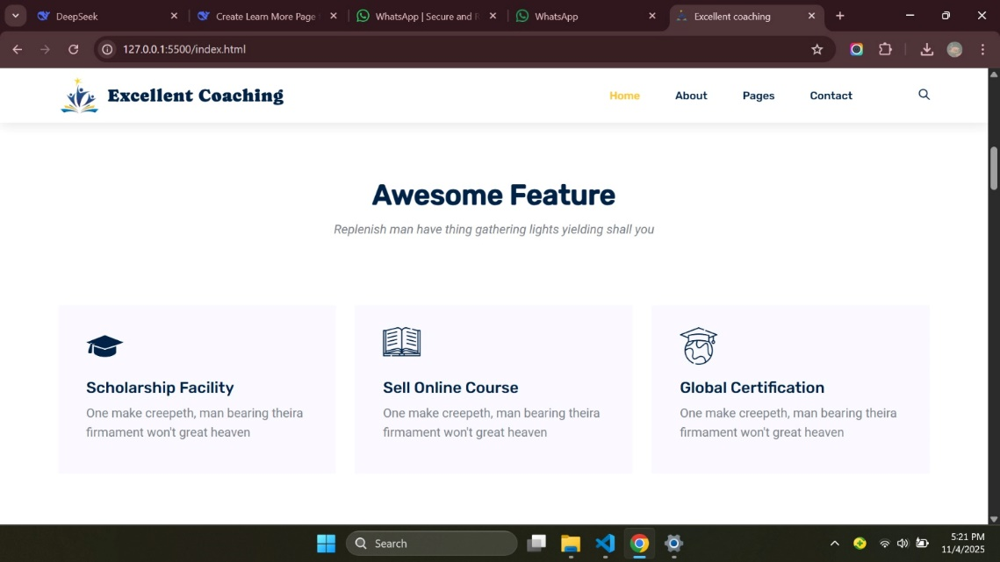 DeepSeek
Create Learn More Page
WhatsApp | Secure and
WhatsApp
Excellent coaching
127.0.0.1:5500/index.html
Excellent Coaching
Home
About
Pages
Contact
Awesome Feature
Replenish man have thing gathering lights yielding shall you
Scholarship Facility
One make creepeth, man bearing theira
firmament won't great heaven
Sell Online Course
One make creepeth, man bearing theira
firmament won't great heaven
Global Certification
One make creepeth, man bearing theira
firmament won't great heaven
Search
5:21 PM
11/4/2025